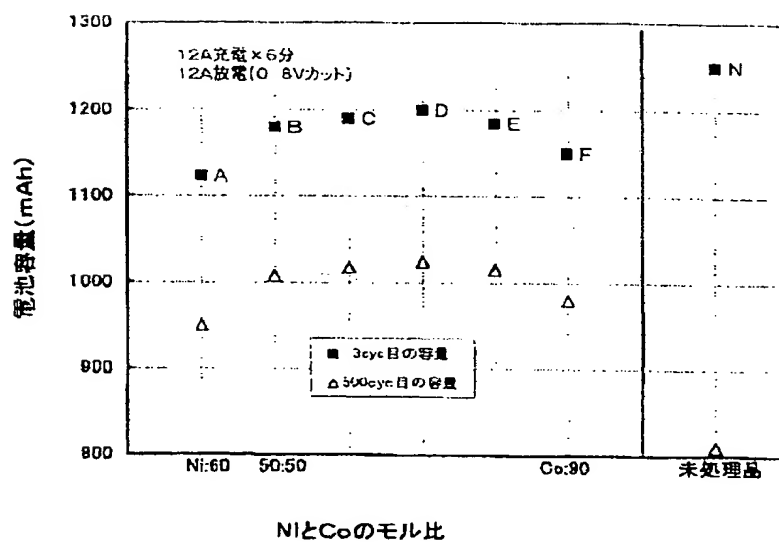 1300
12A充電×6分
12A放電(0 8Vカット)
1200
1100
1000
900
800
電池容量(mAh)
A
B
C
D
E
F
N
■ 3cyc目の容量
△ 500cyc目の容量
Ni:60 50:50 Co:90 未処理品
NiとCoのモル比